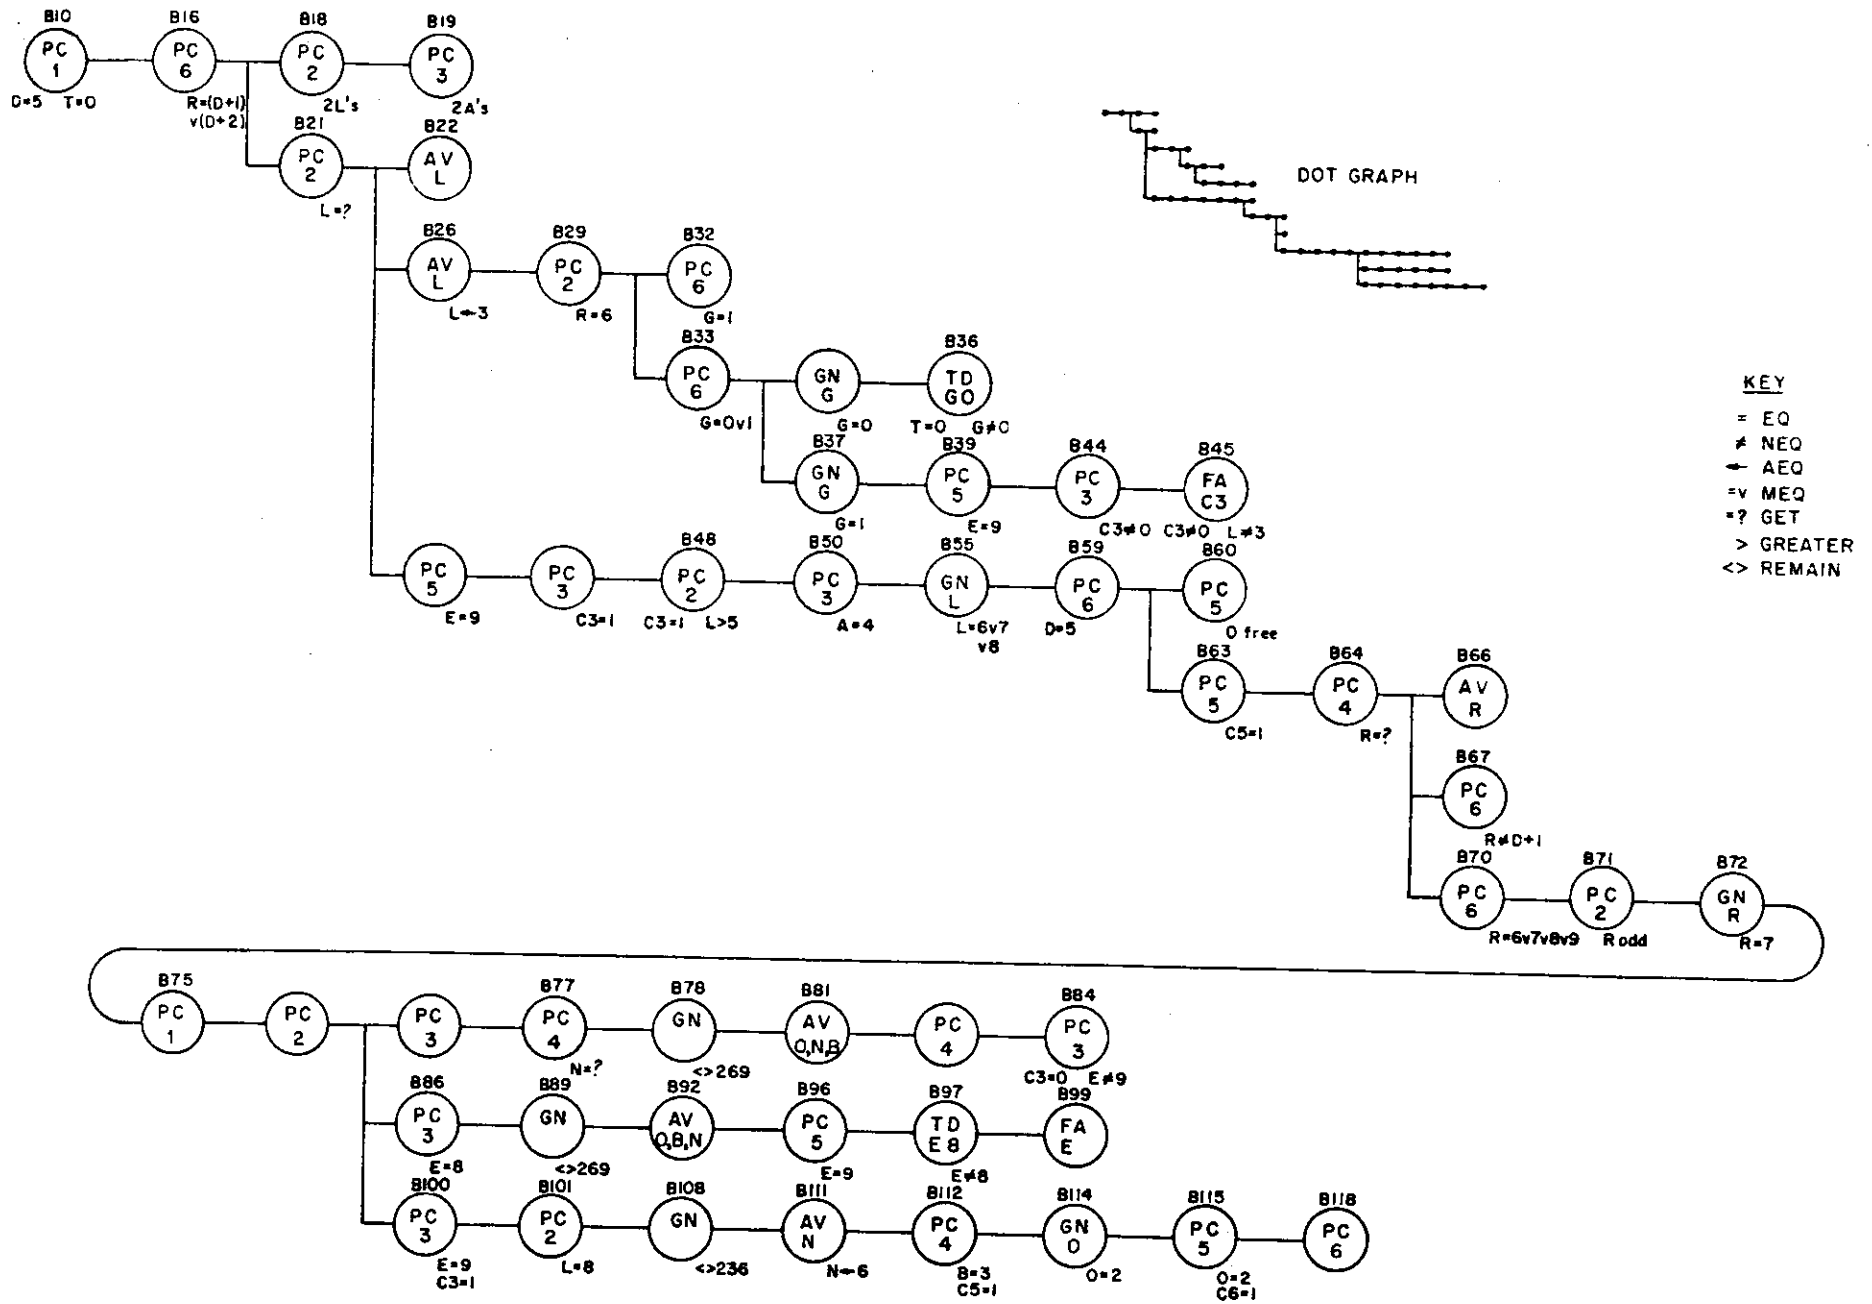 B10 B16 B18 B19
PC 1 PC 6 PC 2 PC 3
D=5 T=0 R=(D+1) 2L's 2A's
v(D+2)
B21 B22
PC 2 AV L
L=?
DOT GRAPH
B26 B29 B32
AV L PC 2 PC 6
L←3 R=6 G=1
B33 B36
PC 6 GN G TD G0
G=0v1 G=0 T=0 G≠0
B37 B39 B44 B45
GN G PC 5 PC 3 FA C3
G=1 E=9 C3≠0 C3≠0 L≠3
KEY
= EQ
≠ NEQ
← AEQ
=v MEQ
=? GET
> GREATER
<> REMAIN
B48 B50 B55 B59 B60
PC 5 PC 3 PC 2 PC 3 GN L PC 6 PC 5
E=9 C3=1 C3=1 L>5 A=4 L=6v7 D=5 O free
v8
B63 B64 B66
PC 5 PC 4 AV R
C5=1 R=?
B67
PC 6
R≠D+1
B70 B71 B72
PC 6 PC 2 GN R
R=6v7v8v9 R odd R=7
B75 B77 B78 B81 B84
PC 1 PC 2 PC 3 PC 4 GN AV O,N,B PC 4 PC 3
N=? <>269 C3=0 E≠9
B86 B89 B92 B96 B97 B99
PC 3 GN AV O,B,N PC 5 TD E8 FA E
E=8 <>269 E=9 E≠8
B100 B101 B108 B111 B112 B114 B115 B118
PC 3 PC 2 GN AV N PC 4 GN O PC 5 PC 6
E=9 L=8 <>236 N←6 B=3 O=2 O=2
C3=1 C5=1 C6=1